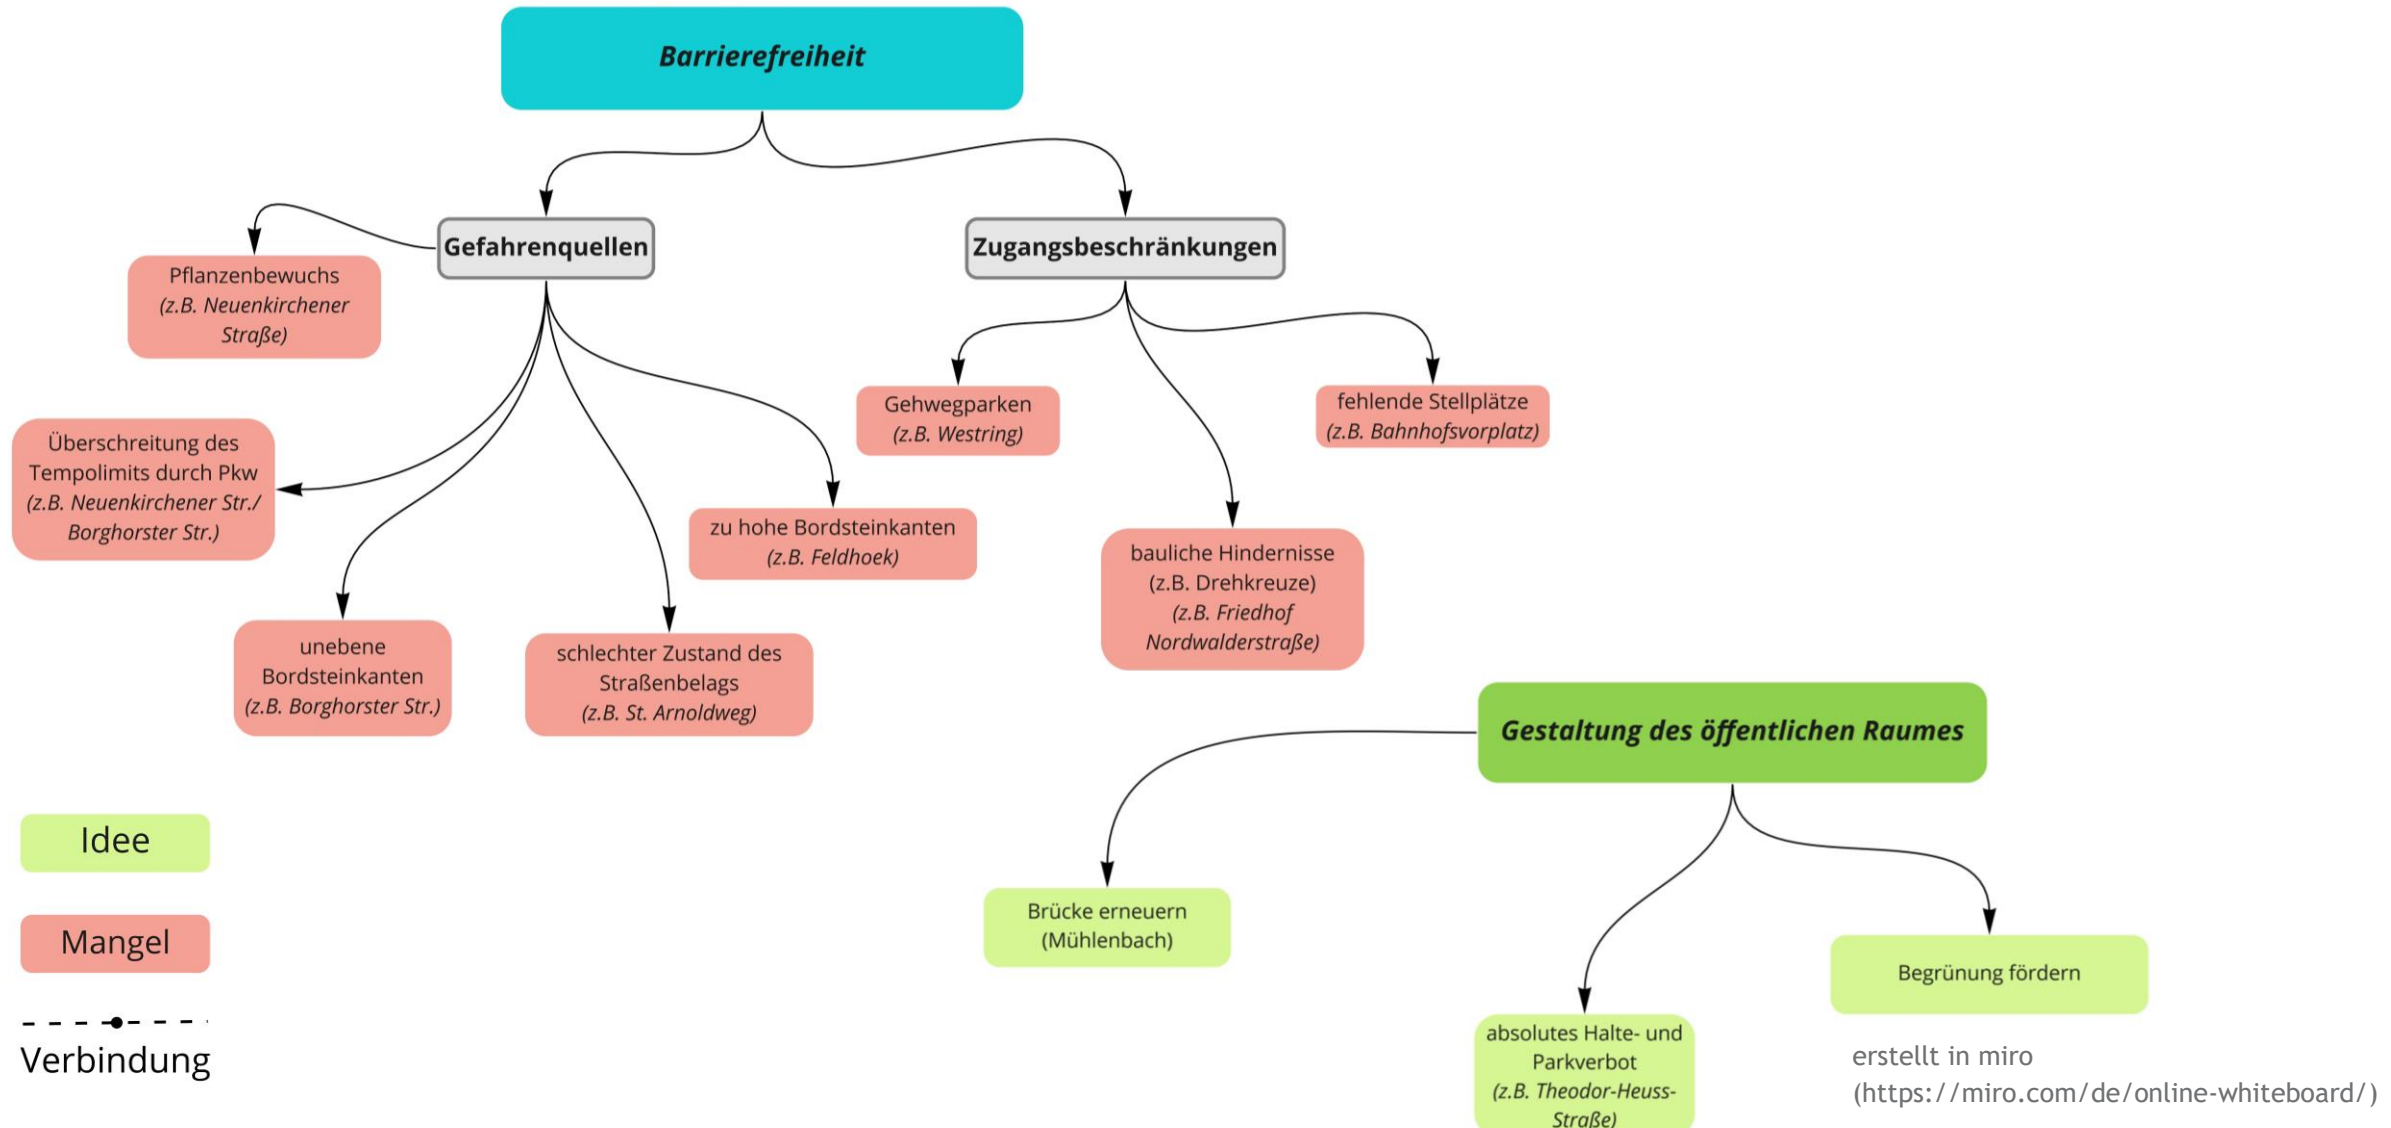 Barrierefreiheit
Gefahrenquellen
Zugangsbeschränkungen
Pflanzenbewuchs
(z.B. Neuenkirchener
Straße)
Überschreitung des
Tempolimits durch Pkw
(z.B. Neuenkirchener Str./
Borghorster Str.)
unebene
Bordsteinkanten
(z.B. Borghorster Str.)
schlechter Zustand des
Straßenbelags
(z.B. St. Arnoldweg)
zu hohe Bordsteinkanten
(z.B. Feldhoek)
Gehwegparken
(z.B. Westring)
bauliche Hindernisse
(z.B. Drehkreuze)
(z.B. Friedhof
Nordwalderstraße)
fehlende Stellplätze
(z.B. Bahnhofsvorplatz)
Gestaltung des öffentlichen Raumes
Brücke erneuern
(Mühlenbach)
absolutes Halte- und
Parkverbot
(z.B. Theodor-Heuss-
Straße)
Begrünung fördern
Idee
Mangel
Verbindung
erstellt in miro
(https://miro.com/de/online-whiteboard/)